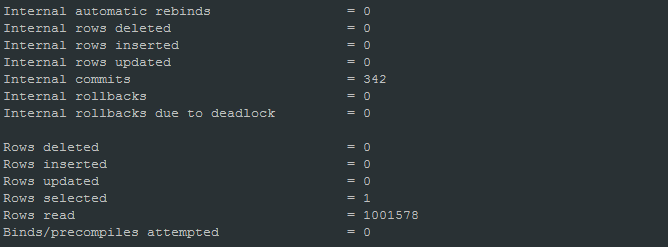 Internal automatic rebinds = 0
Internal rows deleted = 0
Internal rows inserted = 0
Internal rows updated = 0
Internal commits = 342
Internal rollbacks = 0
Internal rollbacks due to deadlock = 0
Rows deleted = 0
Rows inserted = 0
Rows updated = 0
Rows selected = 1
Rows read = 1001578
Binds/precompiles attempted = 0